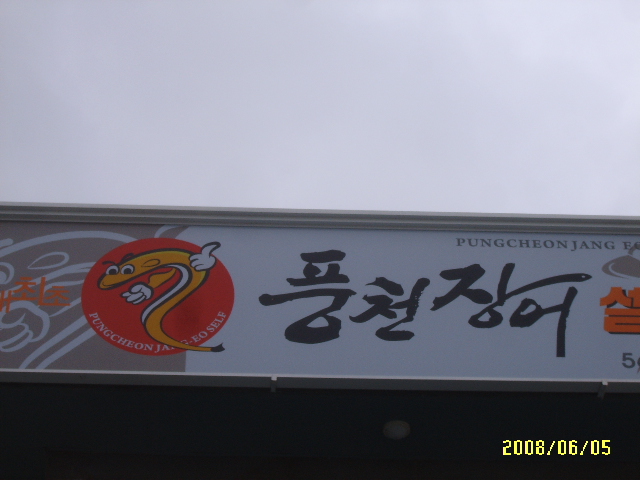 PUNGCHEON JANG
PUNGCHEON JANG-EO SELF
풍천장어
2008/06/05